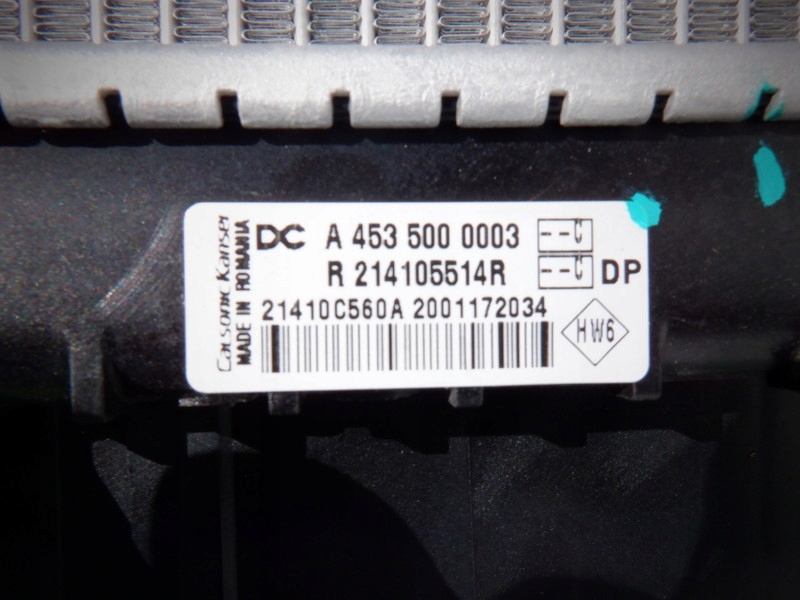 Calsonic Kansei
MADE IN ROMANIA
DC A 453 500 0003 --C
R 214105514R --C DP
21410C560A 2001172034
HW6